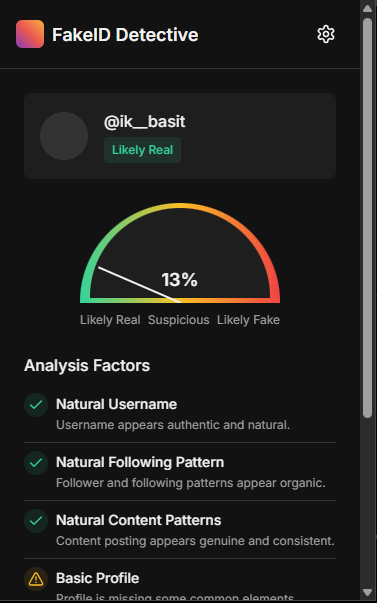 FakeID Detective
@ik__basit
Likely Real
13%
Likely Real Suspicious Likely Fake
Analysis Factors
Natural Username
Username appears authentic and natural.
Natural Following Pattern
Follower and following patterns appear organic.
Natural Content Patterns
Content posting appears genuine and consistent.
Basic Profile
Profile is missing some common elements